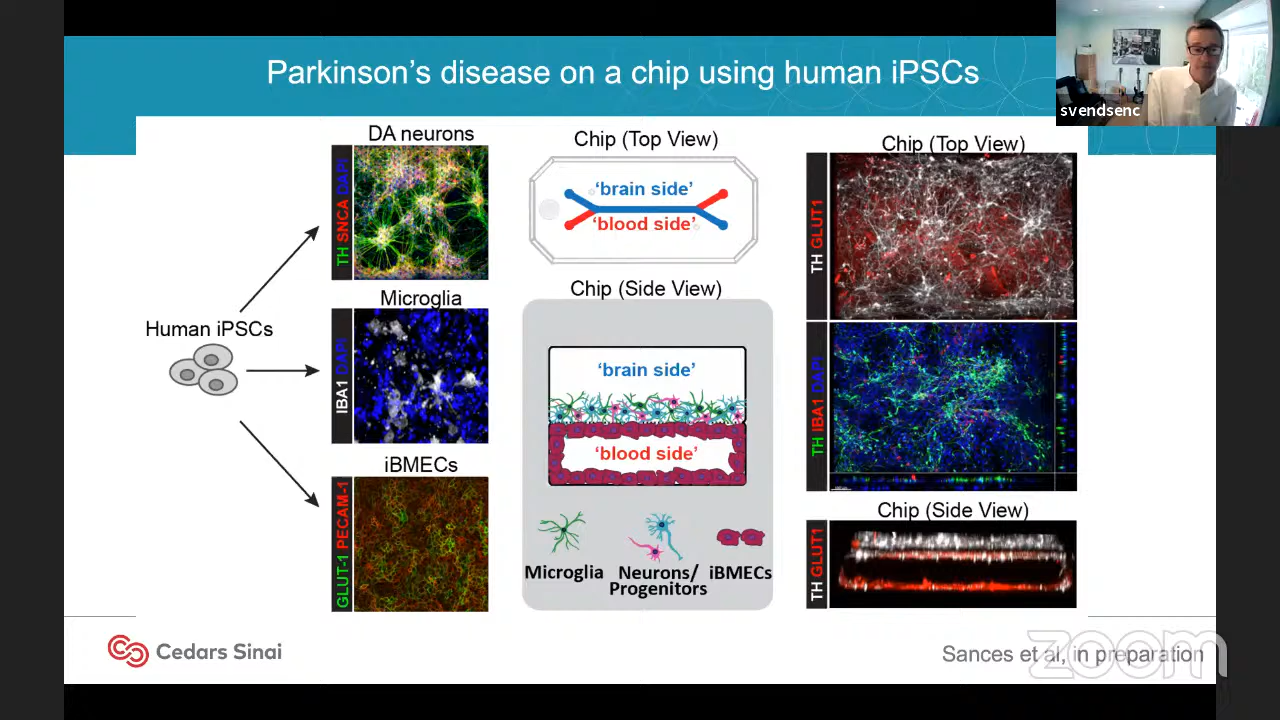 Parkinson's disease on a chip using human iPSCs
svendsenc
DA neurons
TH SNCA DAPI
Human iPSCs
Microglia
IBA1 DAPI
iBMECs
GLUT-1 PECAM-1
Chip (Top View)
'brain side'
'blood side'
Chip (Side View)
'brain side'
'blood side'
Microglia
Neurons/
Progenitors
iBMECs
Chip (Top View)
TH GLUT1
TH IBA1 DAPI
Chip (Side View)
TH GLUT1
Cedars Sinai
Sances et al, in preparation
zoom